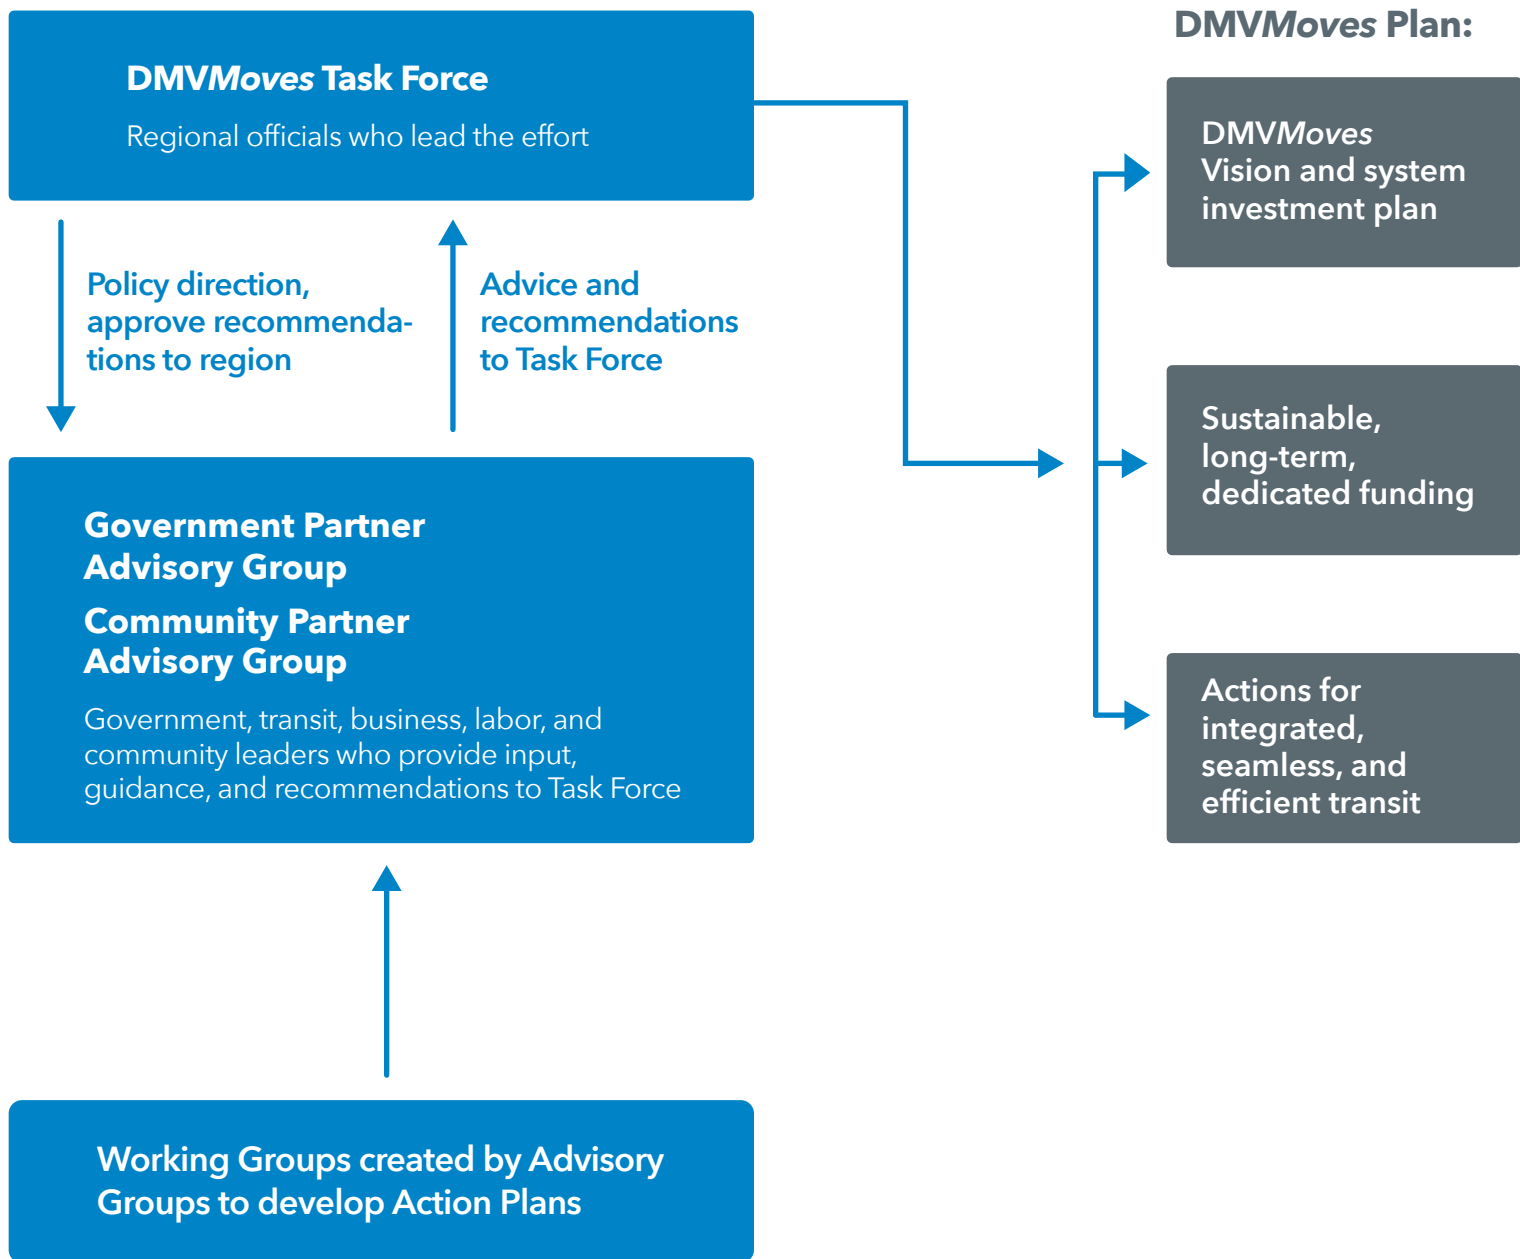 DMVMoves Task Force
Regional officials who lead the effort
Policy direction,
approve recommenda-
tions to region
Advice and
recommendations
to Task Force
Government Partner
Advisory Group
Community Partner
Advisory Group
Government, transit, business, labor, and
community leaders who provide input,
guidance, and recommendations to Task Force
Working Groups created by Advisory
Groups to develop Action Plans
DMVMoves Plan:
DMVMoves
Vision and system
investment plan
Sustainable,
long-term,
dedicated funding
Actions for
integrated,
seamless, and
efficient transit